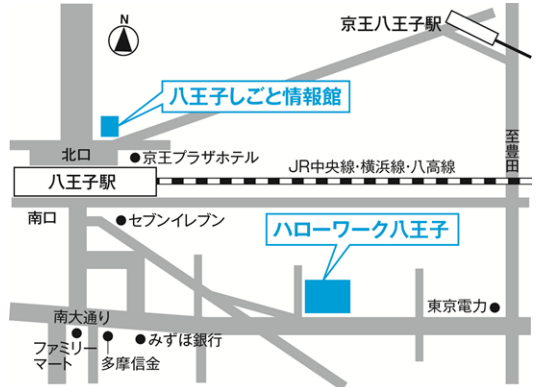 N
京王八王子駅
八王子しごと情報館
北口
京王プラザホテル
JR中央線・横浜線・八高線
至豊田
八王子駅
南口
セブンイレブン
ハローワーク八王子
南大通り
東京電力
ファミリー
マート
多摩信金
みずほ銀行